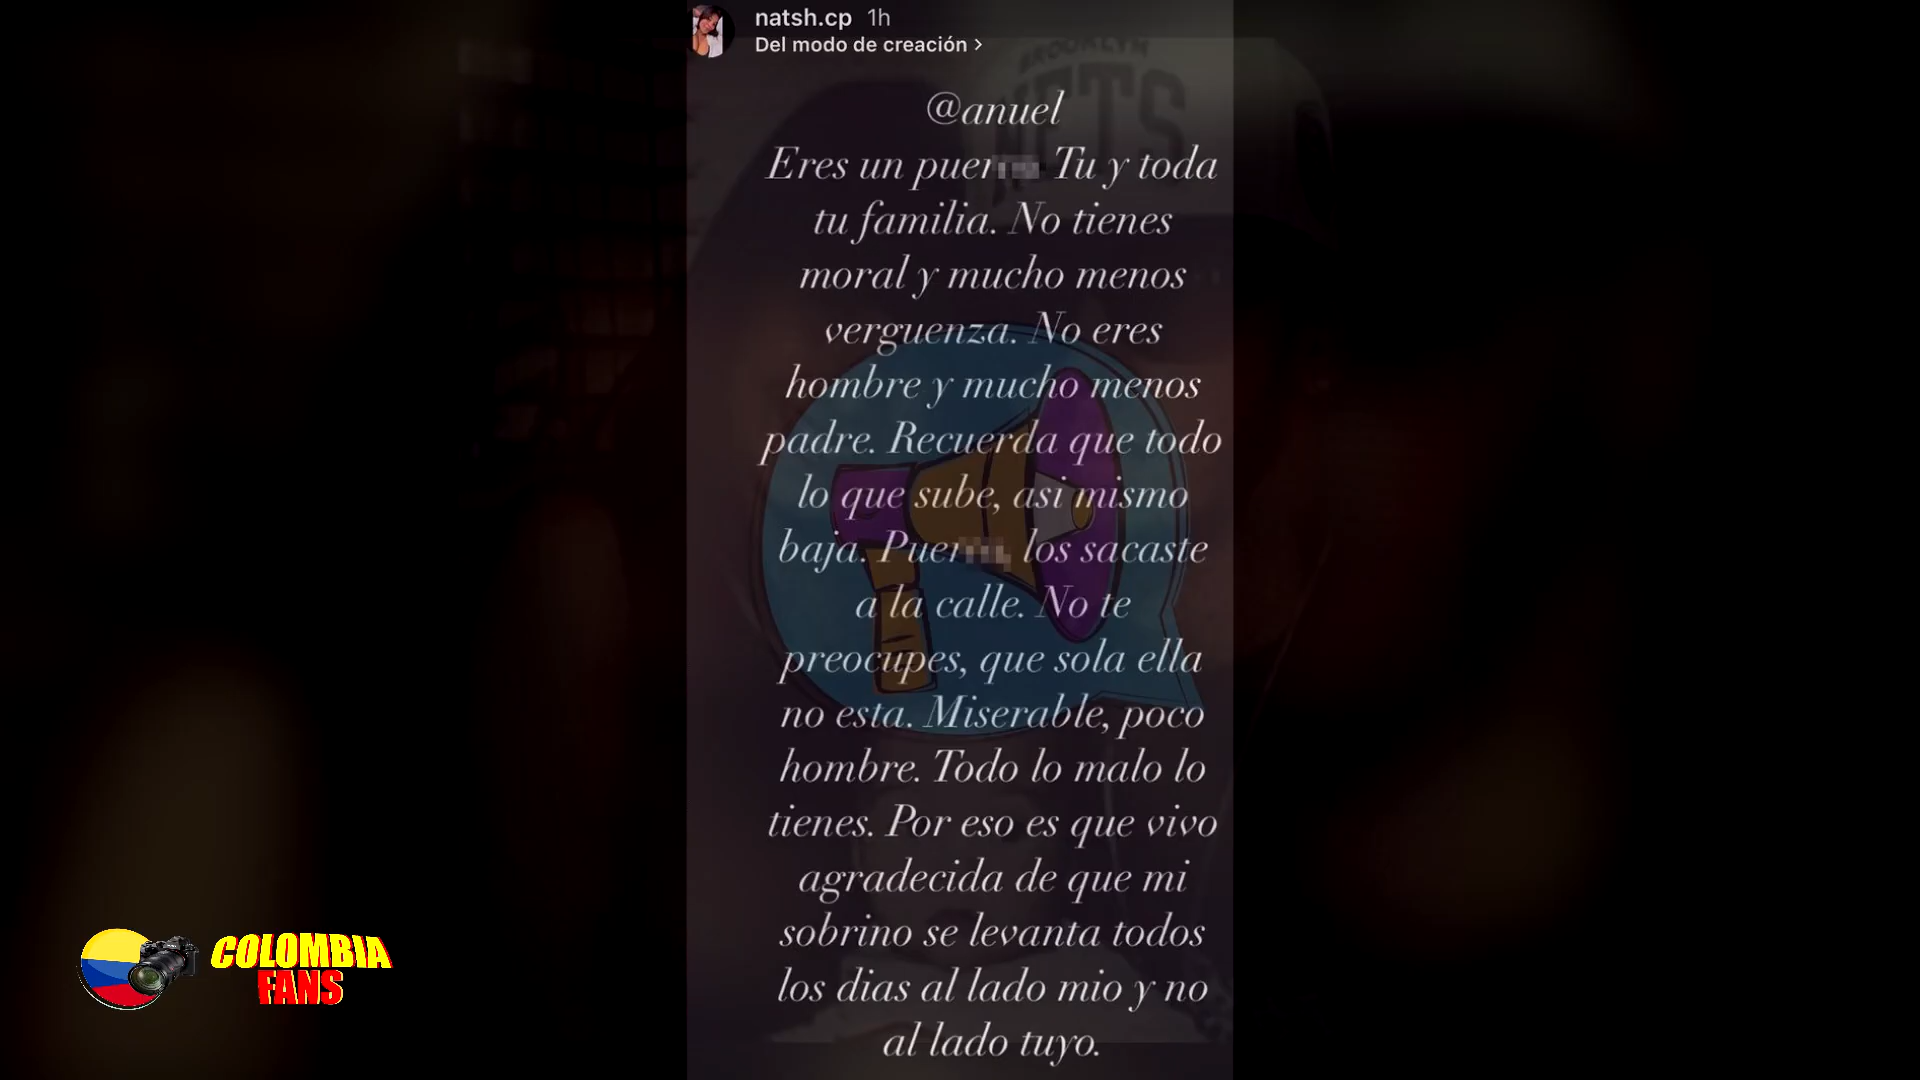 natsh.cp 1h
Del modo de creación >
BROOKLYN
NETS
@anuel
Eres un puer Tu y toda
tu familia. No tienes
moral y mucho menos
verguenza. No eres
hombre y mucho menos
padre. Recuerda que todo
lo que sube, asi mismo
baja. Puer , los sacaste
a la calle. No te
preocupes, que sola ella
no esta. Miserable, poco
hombre. Todo lo malo lo
tienes. Por eso es que vivo
agradecida de que mi
sobrino se levanta todos
los dias al lado mio y no
al lado tuyo.
COLOMBIA
FANS